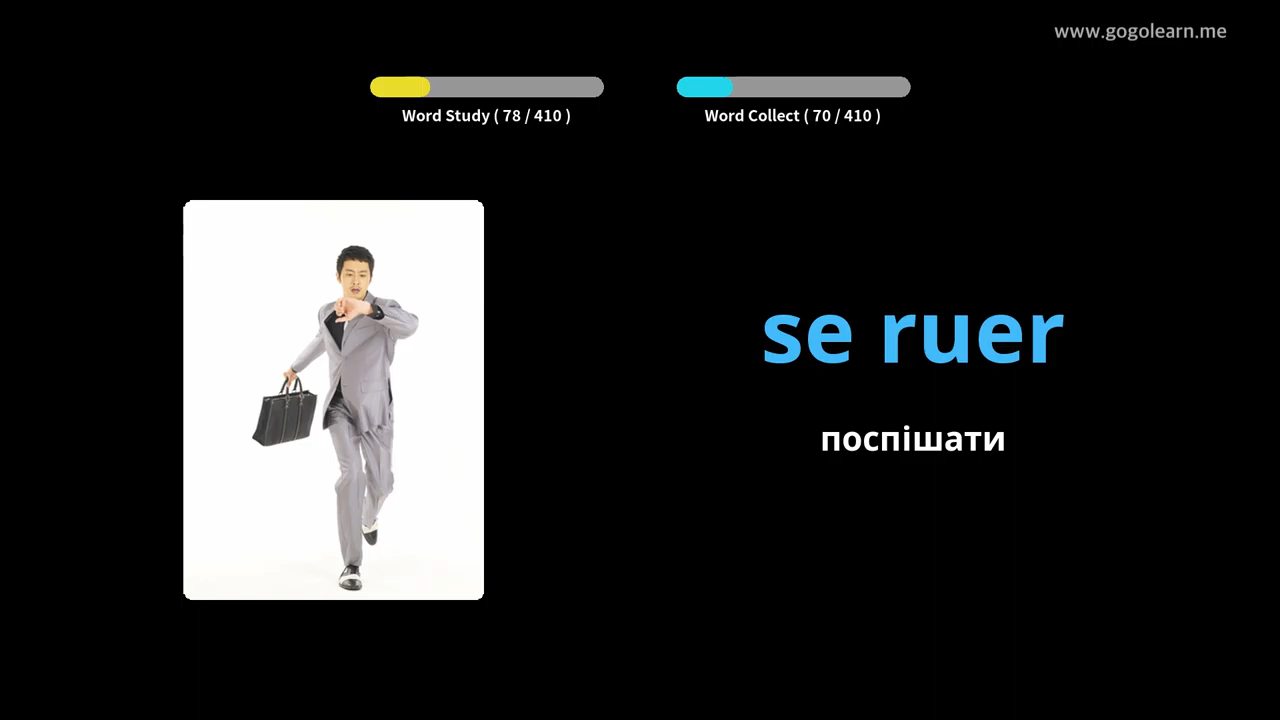 www.gogolearn.me
Word Study ( 78 / 410 )
Word Collect ( 70 / 410 )
se ruer
поспішати